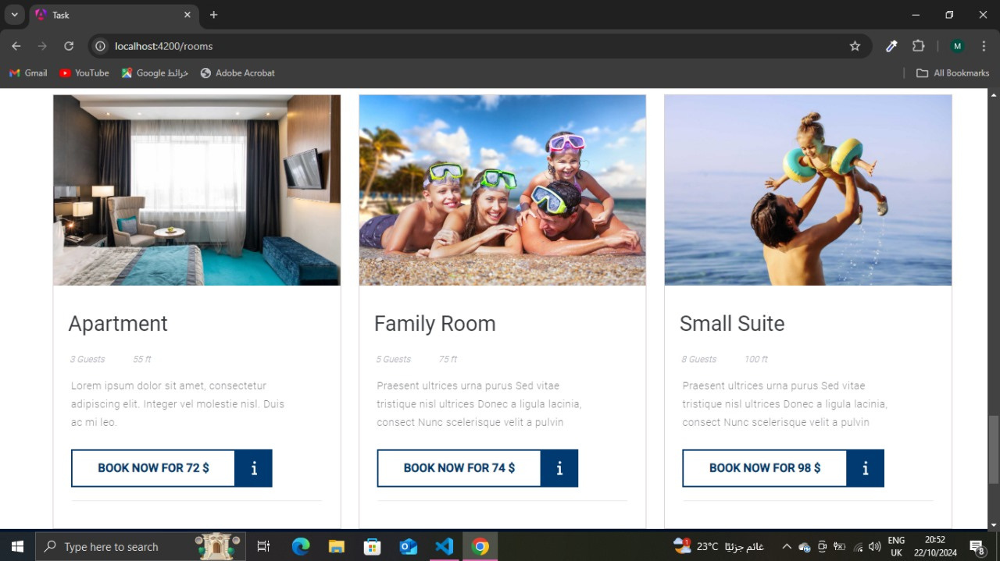 Task
localhost:4200/rooms
M
Gmail
YouTube
Google خرائط
Adobe Acrobat
All Bookmarks
Apartment
3 Guests 55 ft
Lorem ipsum dolor sit amet, consectetur
adipiscing elit. Integer vel molestie nisl. Duis
ac mi leo.
BOOK NOW FOR 72 $
i
Family Room
5 Guests 75 ft
Praesent ultrices urna purus Sed vitae
tristique nisl ultrices Donec a ligula lacinia,
consect Nunc scelerisque velit a pulvin
BOOK NOW FOR 74 $
i
Small Suite
8 Guests 100 ft
Praesent ultrices urna purus Sed vitae
tristique nisl ultrices Donec a ligula lacinia,
consect Nunc scelerisque velit a pulvin
BOOK NOW FOR 98 $
i
Type here to search
1
23°C غائم جزئيًا
ENG
UK
20:52
22/10/2024
8